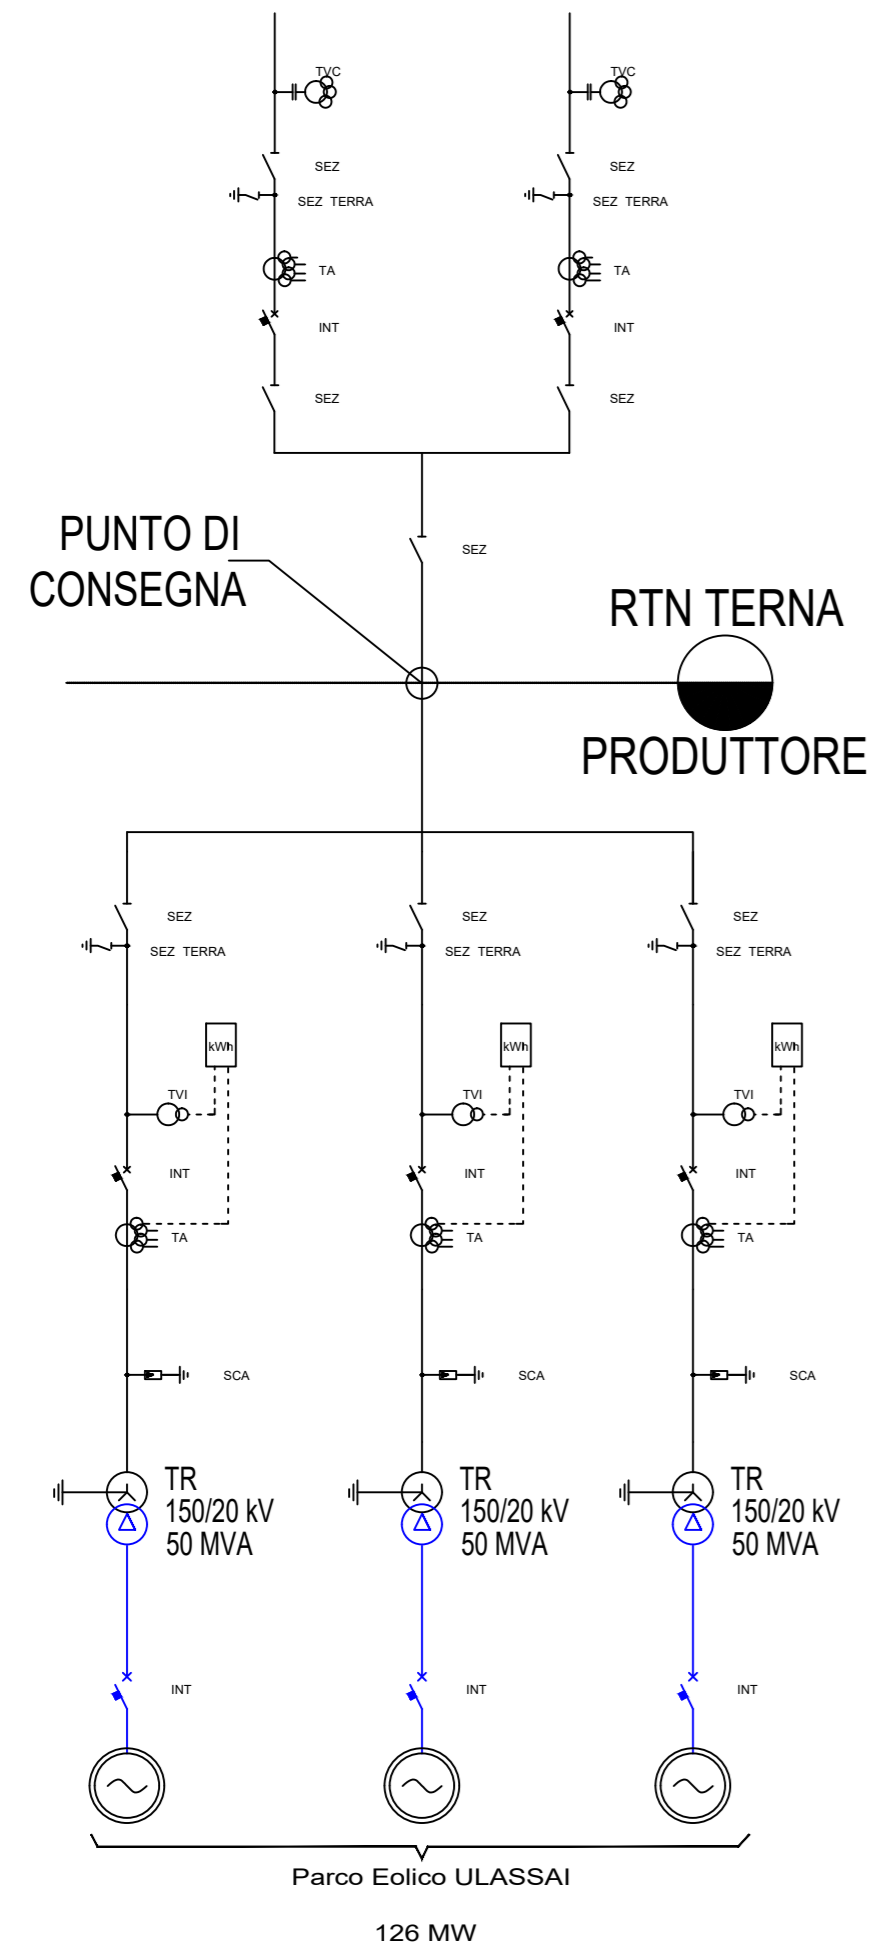 TVC TVC
SEZ SEZ
SEZ TERRA SEZ TERRA
TA TA
INT INT
SEZ SEZ
PUNTO DI
CONSEGNA
SEZ
RTN TERNA
PRODUTTORE
SEZ SEZ SEZ
SEZ TERRA SEZ TERRA SEZ TERRA
kWh kWh kWh
TVI TVI TVI
INT INT INT
TA TA TA
SCA SCA SCA
TR TR TR
150/20 kV 150/20 kV 150/20 kV
50 MVA 50 MVA 50 MVA
INT INT INT
Parco Eolico ULASSAI
126 MW